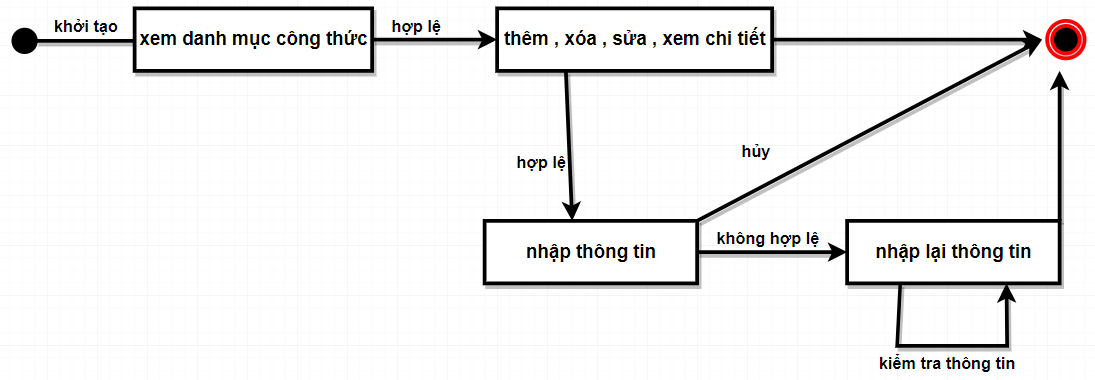 khởi tạo
xem danh mục công thức
hợp lệ
thêm , xóa , sửa , xem chi tiết
hợp lệ
hủy
nhập thông tin
không hợp lệ
nhập lại thông tin
kiểm tra thông tin